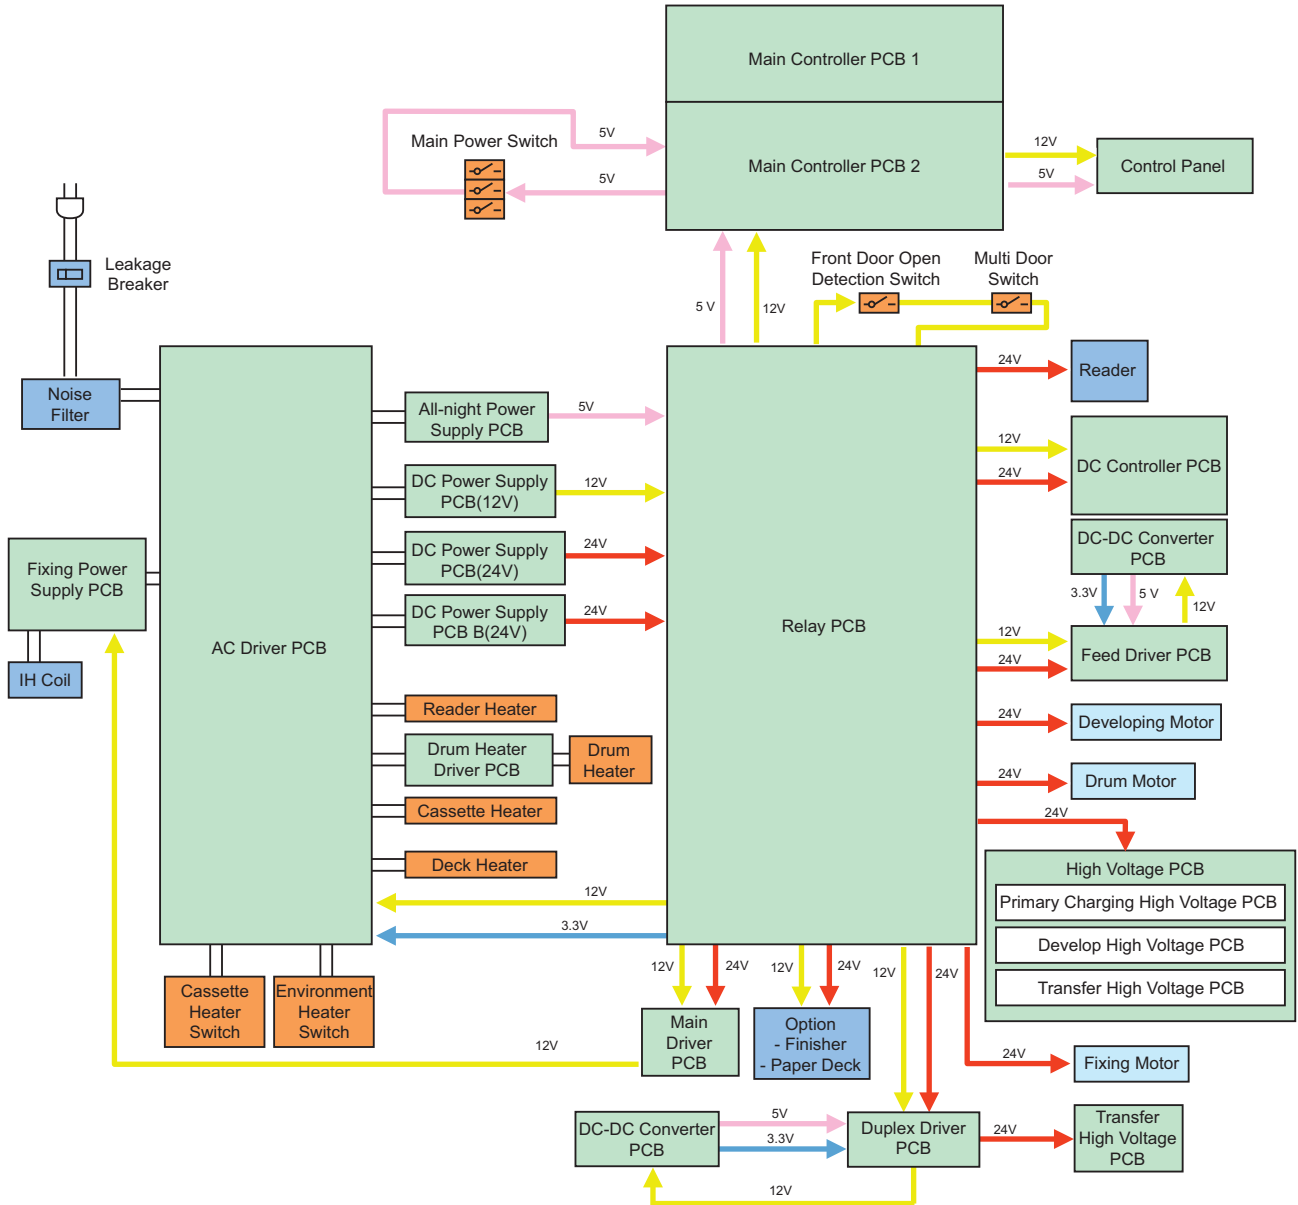 Main Controller PCB 1
5V
Main Power Switch
12V
Main Controller PCB 2
Control Panel
5V
5V
Leakage
Breaker
Front Door Open
Detection Switch
Multi Door
Switch
5 V
12V
24V
Reader
Noise
Filter
All-night Power
Supply PCB
5V
12V
DC Controller PCB
24V
DC Power Supply
PCB(12V)
12V
DC Power Supply
PCB(24V)
24V
DC-DC Converter
PCB
Fixing Power
Supply PCB
3.3V
5 V
12V
DC Power Supply
PCB B(24V)
24V
Relay PCB
12V
AC Driver PCB
Feed Driver PCB
24V
IH Coil
Reader Heater
24V
Developing Motor
Drum Heater
Driver PCB
Drum
Heater
24V
Drum Motor
Cassette Heater
24V
Deck Heater
High Voltage PCB
12V
Primary Charging High Voltage PCB
3.3V
Develop High Voltage PCB
12V
24V
12V
24V
12V
24V
Transfer High Voltage PCB
Cassette
Heater
Switch
Environment
Heater
Switch
Main
Driver
PCB
Option
- Finisher
- Paper Deck
12V
24V
Fixing Motor
DC-DC Converter
PCB
5V
3.3V
Duplex Driver
PCB
24V
Transfer
High Voltage
PCB
12V